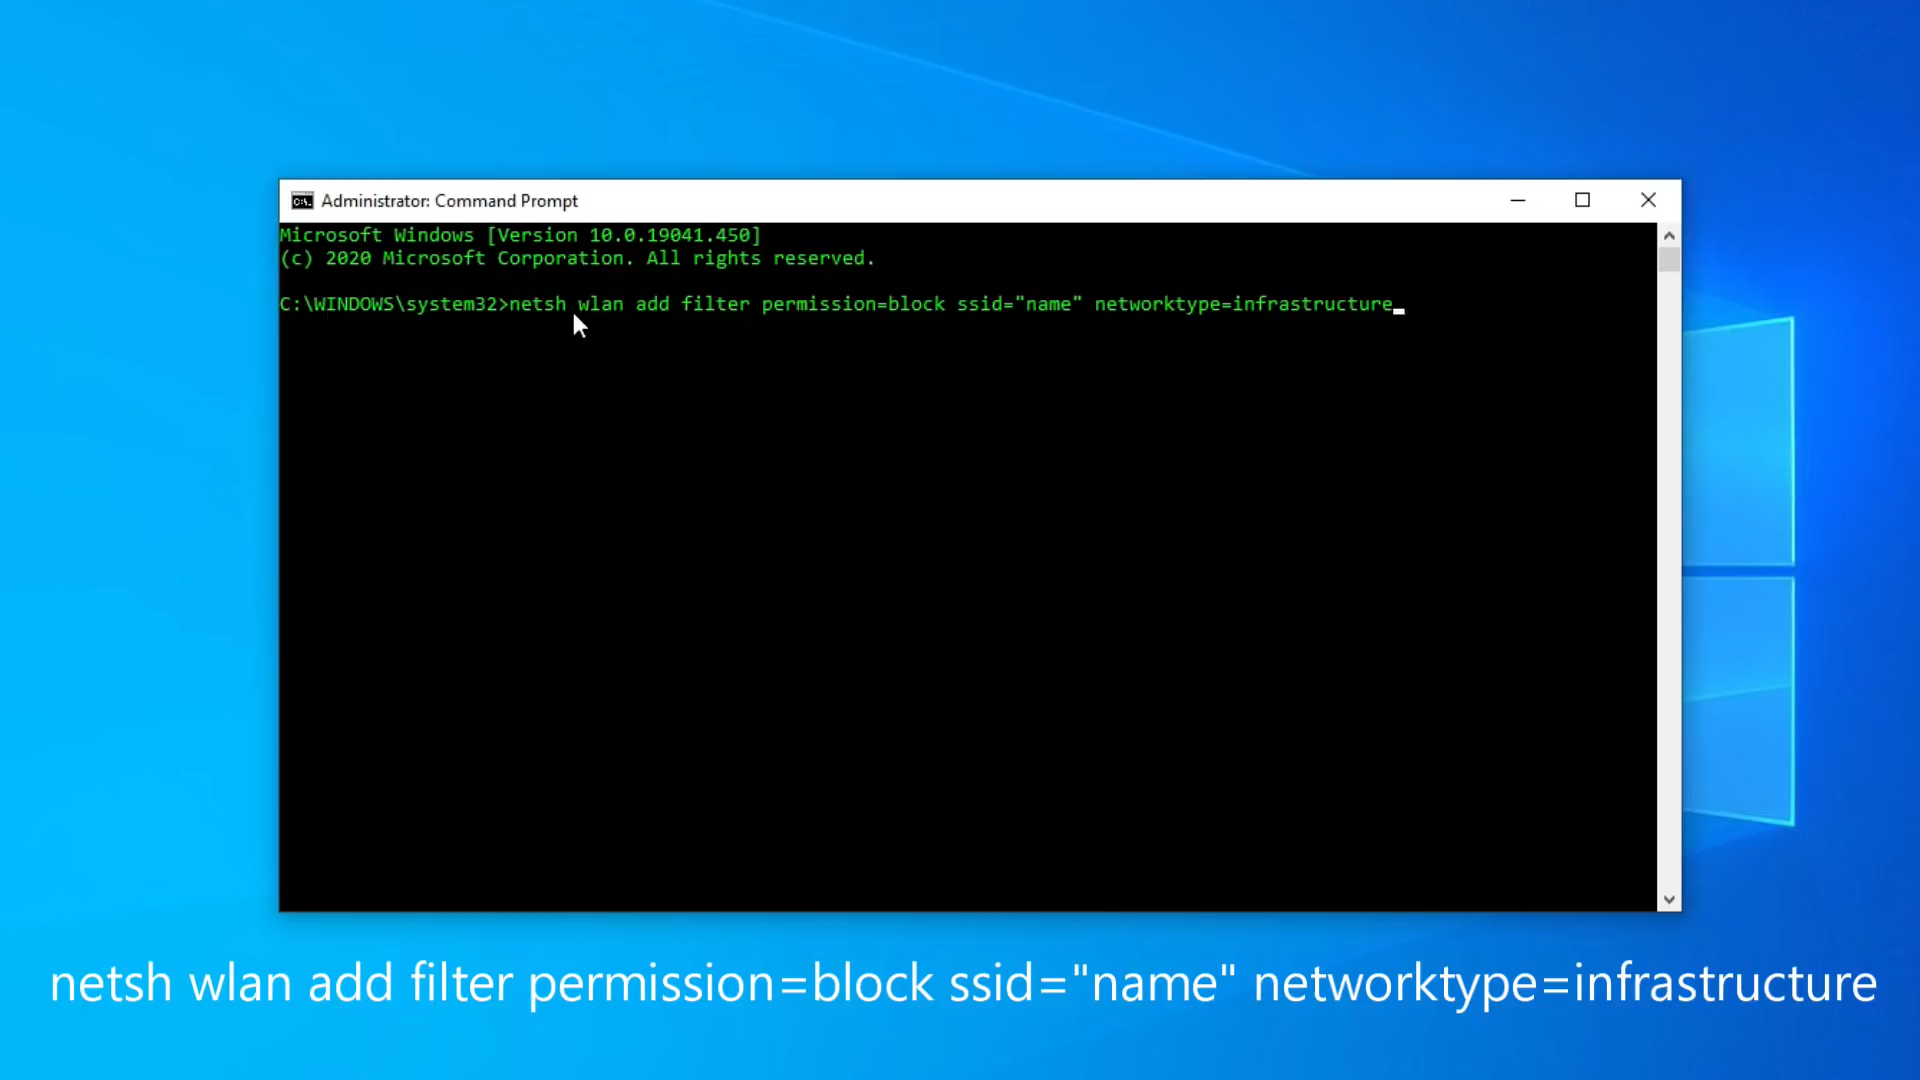 Administrator: Command Prompt
Microsoft Windows [Version 10.0.19041.450]
(c) 2020 Microsoft Corporation. All rights reserved.
C:\WINDOWS\system32>netsh wlan add filter permission=block ssid="name" networktype=infrastructure
netsh wlan add filter permission=block ssid="name" networktype=infrastructure